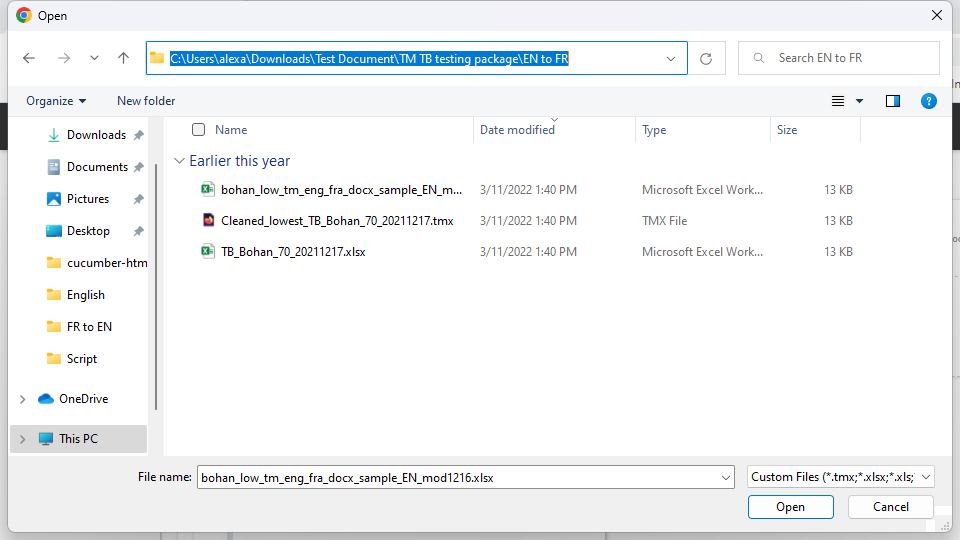 Open
C:\Users\alexa\Downloads\Test Document\TM TB testing package\EN to FR
Search EN to FR
Organize
New folder
Downloads
Documents
Pictures
Desktop
cucumber-htm
English
FR to EN
Script
OneDrive
This PC
Name Date modified Type Size
Earlier this year
bohan_low_tm_eng_fra_docx_sample_EN_m... 3/11/2022 1:40 PM Microsoft Excel Work... 13 KB
Cleaned_lowest_TB_Bohan_70_20211217.tmx 3/11/2022 1:40 PM TMX File 13 KB
TB_Bohan_70_20211217.xlsx 3/11/2022 1:40 PM Microsoft Excel Work... 13 KB
File name: bohan_low_tm_eng_fra_docx_sample_EN_mod1216.xlsx
Custom Files (*.tmx;*.xlsx;*.xls;
Open
Cancel